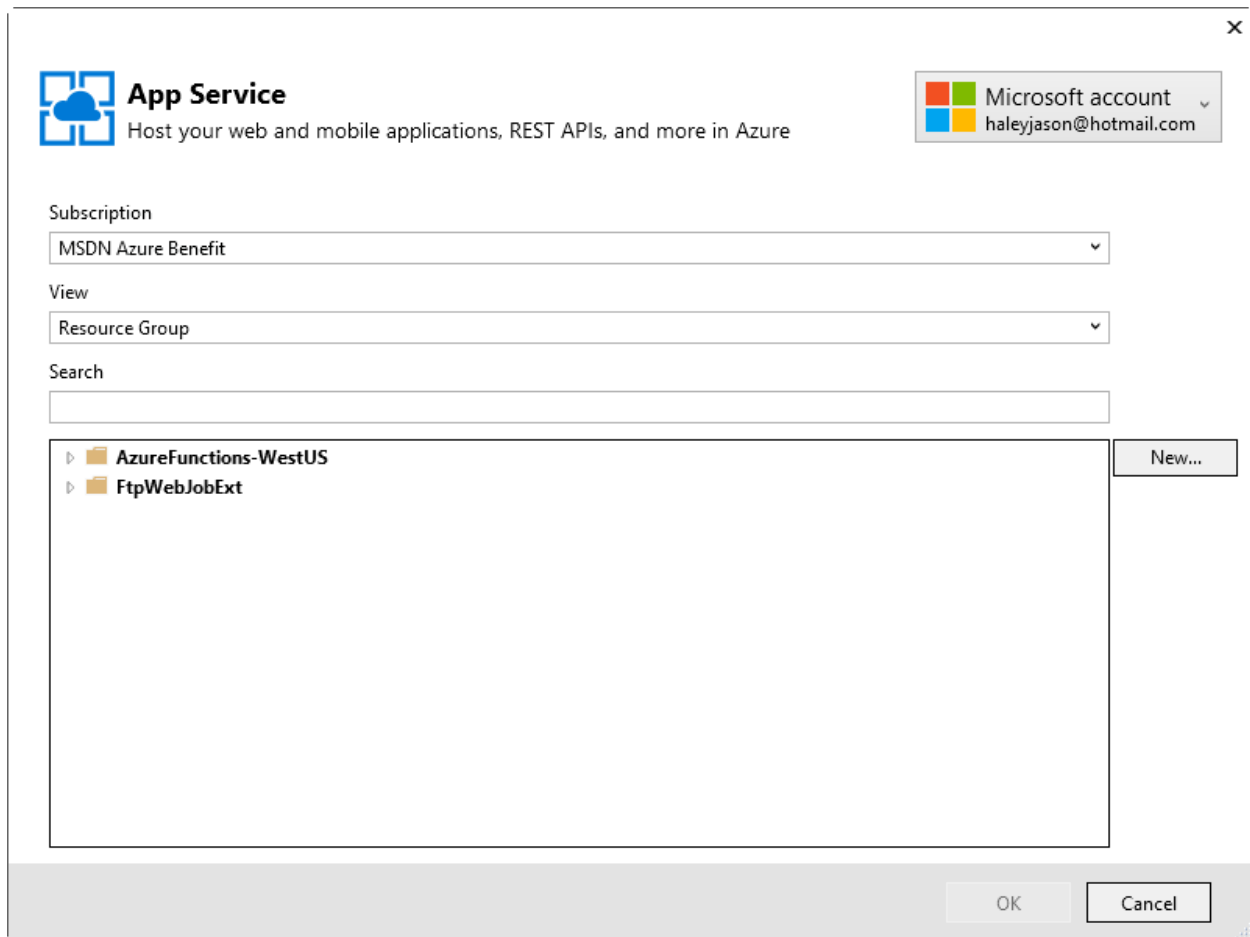 App Service
Host your web and mobile applications, REST APIs, and more in Azure
Microsoft account
haleyjason@hotmail.com
Subscription
MSDN Azure Benefit
View
Resource Group
Search
AzureFunctions-WestUS
FtpWebJobExt
New...
OK
Cancel